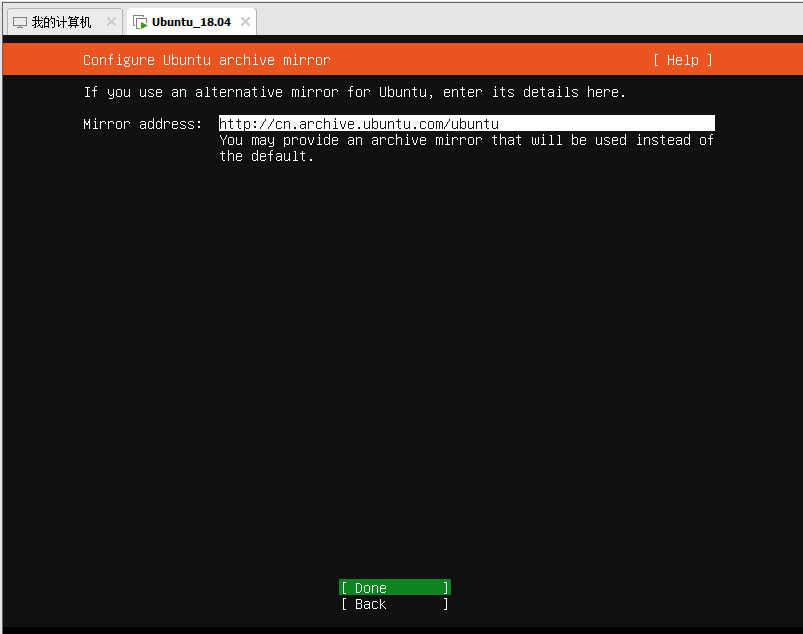 我的计算机 Ubuntu_18.04
Configure Ubuntu archive mirror [ Help ]
If you use an alternative mirror for Ubuntu, enter its details here.
Mirror address: http://cn.archive.ubuntu.com/ubuntu
You may provide an archive mirror that will be used instead of
the default.
[ Done ]
[ Back ]